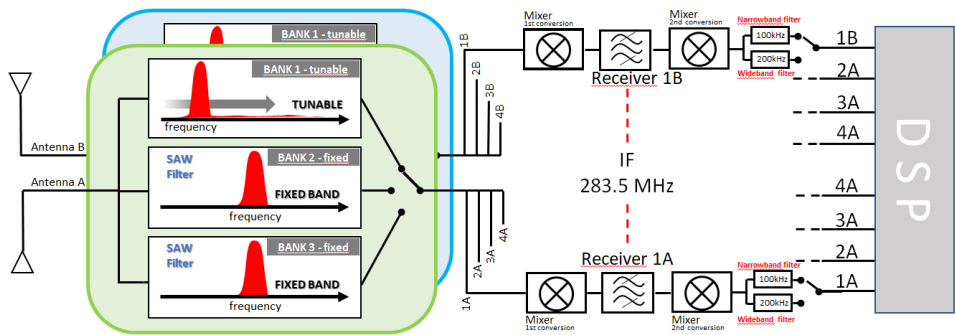 BANK 1 - tunable
BANK 1 - tunable
TUNABLE
frequency
SAW
Filter
BANK 2 - fixed
FIXED BAND
frequency
SAW
Filter
BANK 3 - fixed
FIXED BAND
frequency
Antenna B
Antenna A
1B
2B
3B
4B
1A
2A
3A
4A
Mixer
1st conversion
Receiver 1B
Mixer
2nd conversion
Narrowband filter
100kHz
200kHz
Wideband filter
IF
283.5 MHz
Receiver 1A
Mixer
1st conversion
Mixer
2nd conversion
Narrowband filter
100kHz
200kHz
Wideband filter
1B
2A
3A
4A
4A
3A
2A
1A
DSP